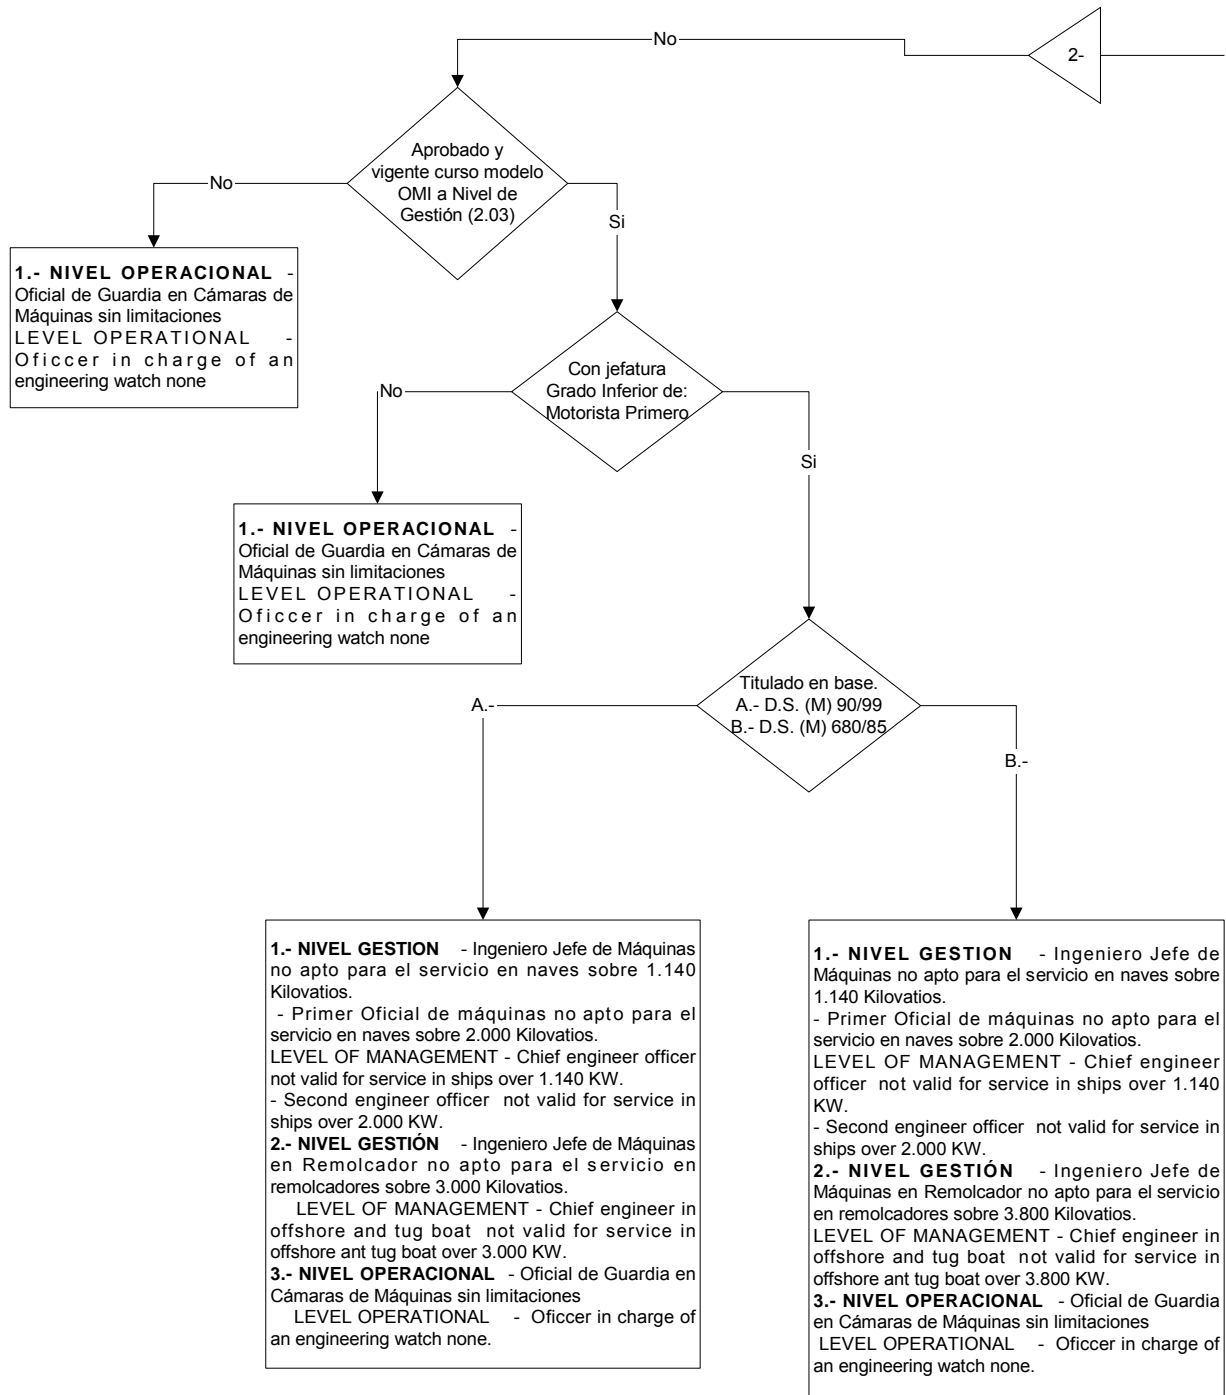 No
2-
Aprobado y
vigente curso modelo
OMI a Nivel de
Gestión (2.03)
No
Si
1.- NIVEL OPERACIONAL -
Oficial de Guardia en Cámaras de
Máquinas sin limitaciones
LEVEL OPERATIONAL -
Oficcer in charge of an
engineering watch none
Con jefatura
Grado Inferior de:
Motorista Primero
No
Si
1.- NIVEL OPERACIONAL -
Oficial de Guardia en Cámaras de
Máquinas sin limitaciones
LEVEL OPERATIONAL -
Oficcer in charge of an
engineering watch none
Titulado en base.
A.- D.S. (M) 90/99
B.- D.S. (M) 680/85
A.-
B.-
1.- NIVEL GESTION - Ingeniero Jefe de Máquinas
no apto para el servicio en naves sobre 1.140
Kilovatios.
- Primer Oficial de máquinas no apto para el
servicio en naves sobre 2.000 Kilovatios.
LEVEL OF MANAGEMENT - Chief engineer officer
not valid for service in ships over 1.140 KW.
- Second engineer officer not valid for service in
ships over 2.000 KW.
2.- NIVEL GESTIÓN - Ingeniero Jefe de Máquinas
en Remolcador no apto para el servicio en
remolcadores sobre 3.000 Kilovatios.
LEVEL OF MANAGEMENT - Chief engineer in
offshore and tug boat not valid for service in
offshore ant tug boat over 3.000 KW.
3.- NIVEL OPERACIONAL - Oficial de Guardia en
Cámaras de Máquinas sin limitaciones
LEVEL OPERATIONAL - Oficcer in charge of
an engineering watch none.
1.- NIVEL GESTION - Ingeniero Jefe de
Máquinas no apto para el servicio en naves sobre
1.140 Kilovatios.
- Primer Oficial de máquinas no apto para el
servicio en naves sobre 2.000 Kilovatios.
LEVEL OF MANAGEMENT - Chief engineer
officer not valid for service in ships over 1.140
KW.
- Second engineer officer not valid for service in
ships over 2.000 KW.
2.- NIVEL GESTIÓN - Ingeniero Jefe de
Máquinas en Remolcador no apto para el servicio
en remolcadores sobre 3.800 Kilovatios.
LEVEL OF MANAGEMENT - Chief engineer in
offshore and tug boat not valid for service in
offshore ant tug boat over 3.800 KW.
3.- NIVEL OPERACIONAL - Oficial de Guardia
en Cámaras de Máquinas sin limitaciones
LEVEL OPERATIONAL - Oficcer in charge of
an engineering watch none.